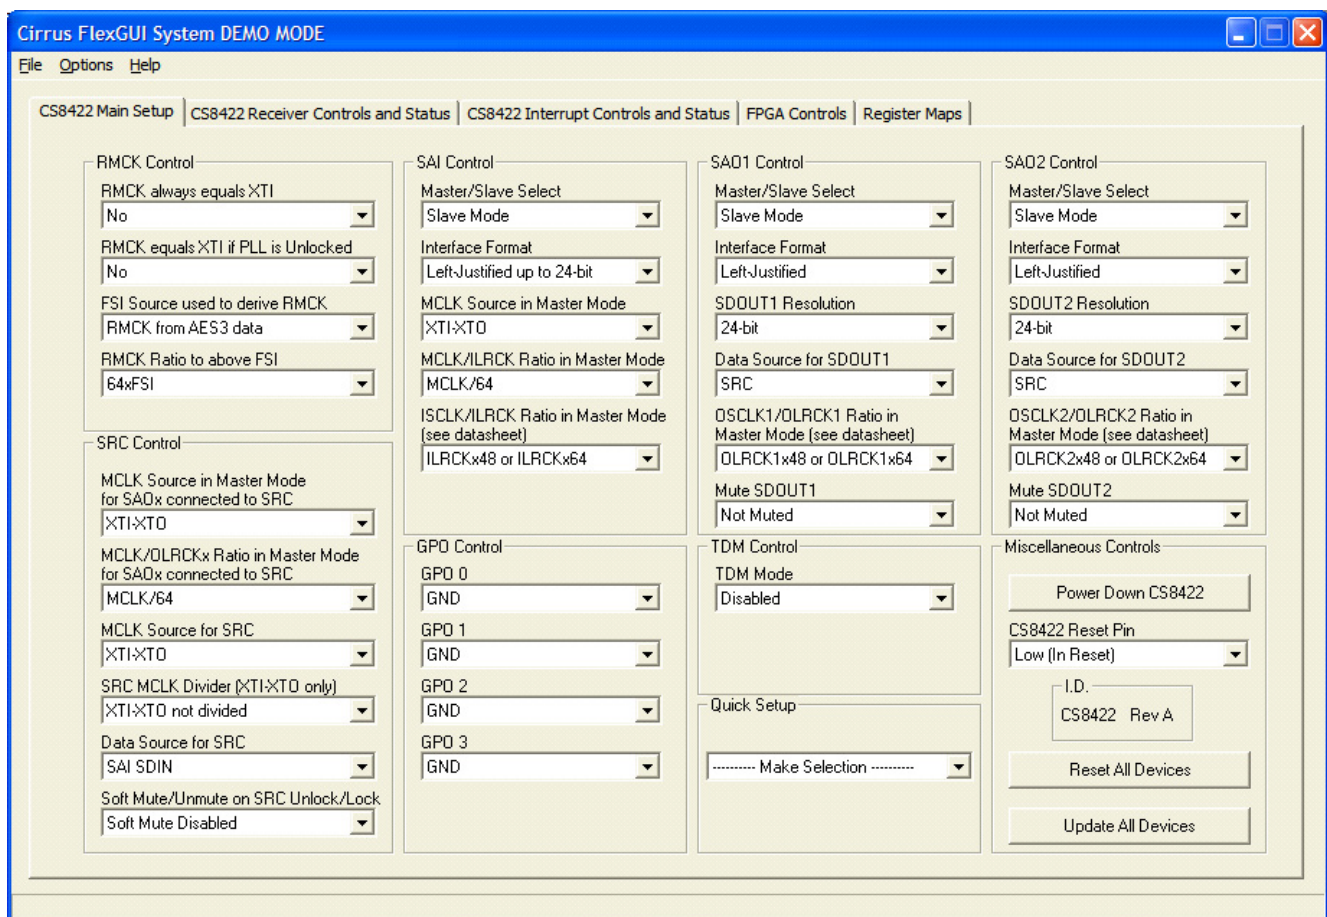 Cirrus FlexGUI System DEMO MODE
File Options Help
CS8422 Main Setup CS8422 Receiver Controls and Status CS8422 Interrupt Controls and Status FPGA Controls Register Maps
RMCK Control
RMCK always equals XTI
No
RMCK equals XTI if PLL is Unlocked
No
FSI Source used to derive RMCK
RMCK from AES3 data
RMCK Ratio to above FSI
64xFSI
SRC Control
MCLK Source in Master Mode
for SAOx connected to SRC
XTI-XTO
MCLK/OLRCKx Ratio in Master Mode
for SAOx connected to SRC
MCLK/64
MCLK Source for SRC
XTI-XTO
SRC MCLK Divider (XTI-XTO only)
XTI-XTO not divided
Data Source for SRC
SAI SDIN
Soft Mute/Unmute on SRC Unlock/Lock
Soft Mute Disabled
SAI Control
Master/Slave Select
Slave Mode
Interface Format
Left-Justified up to 24-bit
MCLK Source in Master Mode
XTI-XTO
MCLK/ILRCK Ratio in Master Mode
MCLK/64
ISCLK/ILRCK Ratio in Master Mode
(see datasheet)
ILRCKx48 or ILRCKx64
GPO Control
GPO 0
GND
GPO 1
GND
GPO 2
GND
GPO 3
GND
SAO1 Control
Master/Slave Select
Slave Mode
Interface Format
Left-Justified
SDOUT1 Resolution
24-bit
Data Source for SDOUT1
SRC
OSCLK1/OLRCK1 Ratio in
Master Mode (see datasheet)
OLRCK1x48 or OLRCK1x64
Mute SDOUT1
Not Muted
TDM Control
TDM Mode
Disabled
Quick Setup
---------- Make Selection ----------
SAO2 Control
Master/Slave Select
Slave Mode
Interface Format
Left-Justified
SDOUT2 Resolution
24-bit
Data Source for SDOUT2
SRC
OSCLK2/OLRCK2 Ratio in
Master Mode (see datasheet)
OLRCK2x48 or OLRCK2x64
Mute SDOUT2
Not Muted
Miscellaneous Controls
Power Down CS8422
CS8422 Reset Pin
Low (In Reset)
I.D.
CS8422 Rev A
Reset All Devices
Update All Devices